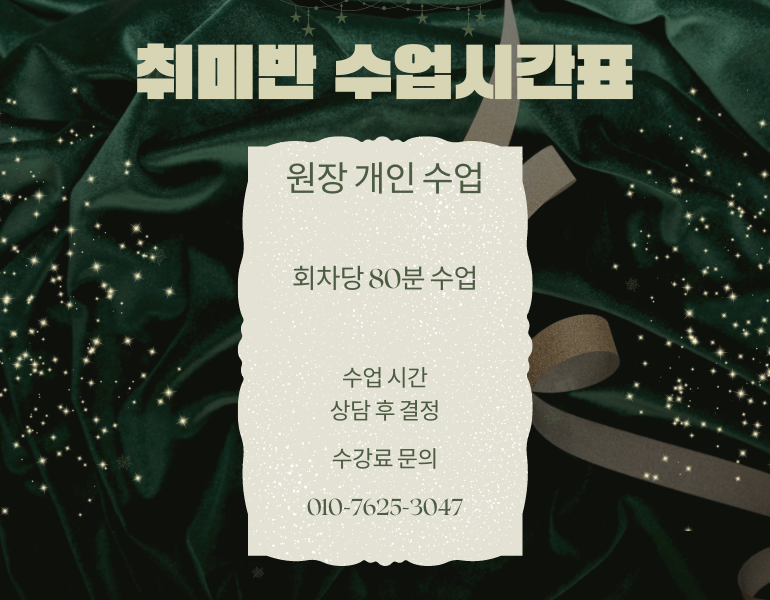 취미반 수업시간표
원장 개인 수업
회차당 80분 수업
수업 시간
상담 후 결정
수강료 문의
010-7625-3047